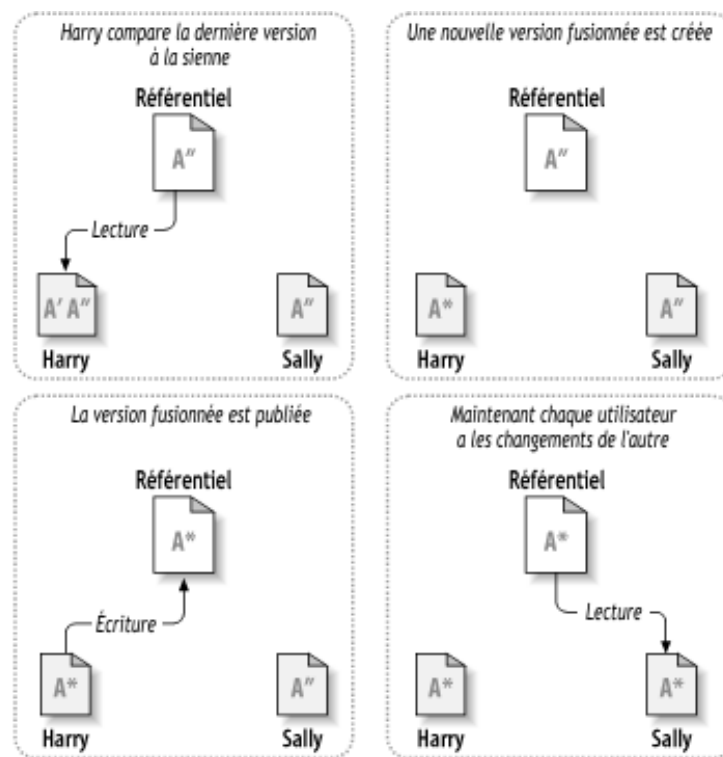 Harry compare la dernière version
à la sienne
Référentiel
A″
Lecture
A′ A″
Harry
A″
Sally
Une nouvelle version fusionnée est créée
Référentiel
A″
A*
Harry
A″
Sally
La version fusionnée est publiée
Référentiel
A*
Écriture
A*
Harry
A″
Sally
Maintenant chaque utilisateur
a les changements de l'autre
Référentiel
A*
Lecture
A*
Harry
A*
Sally